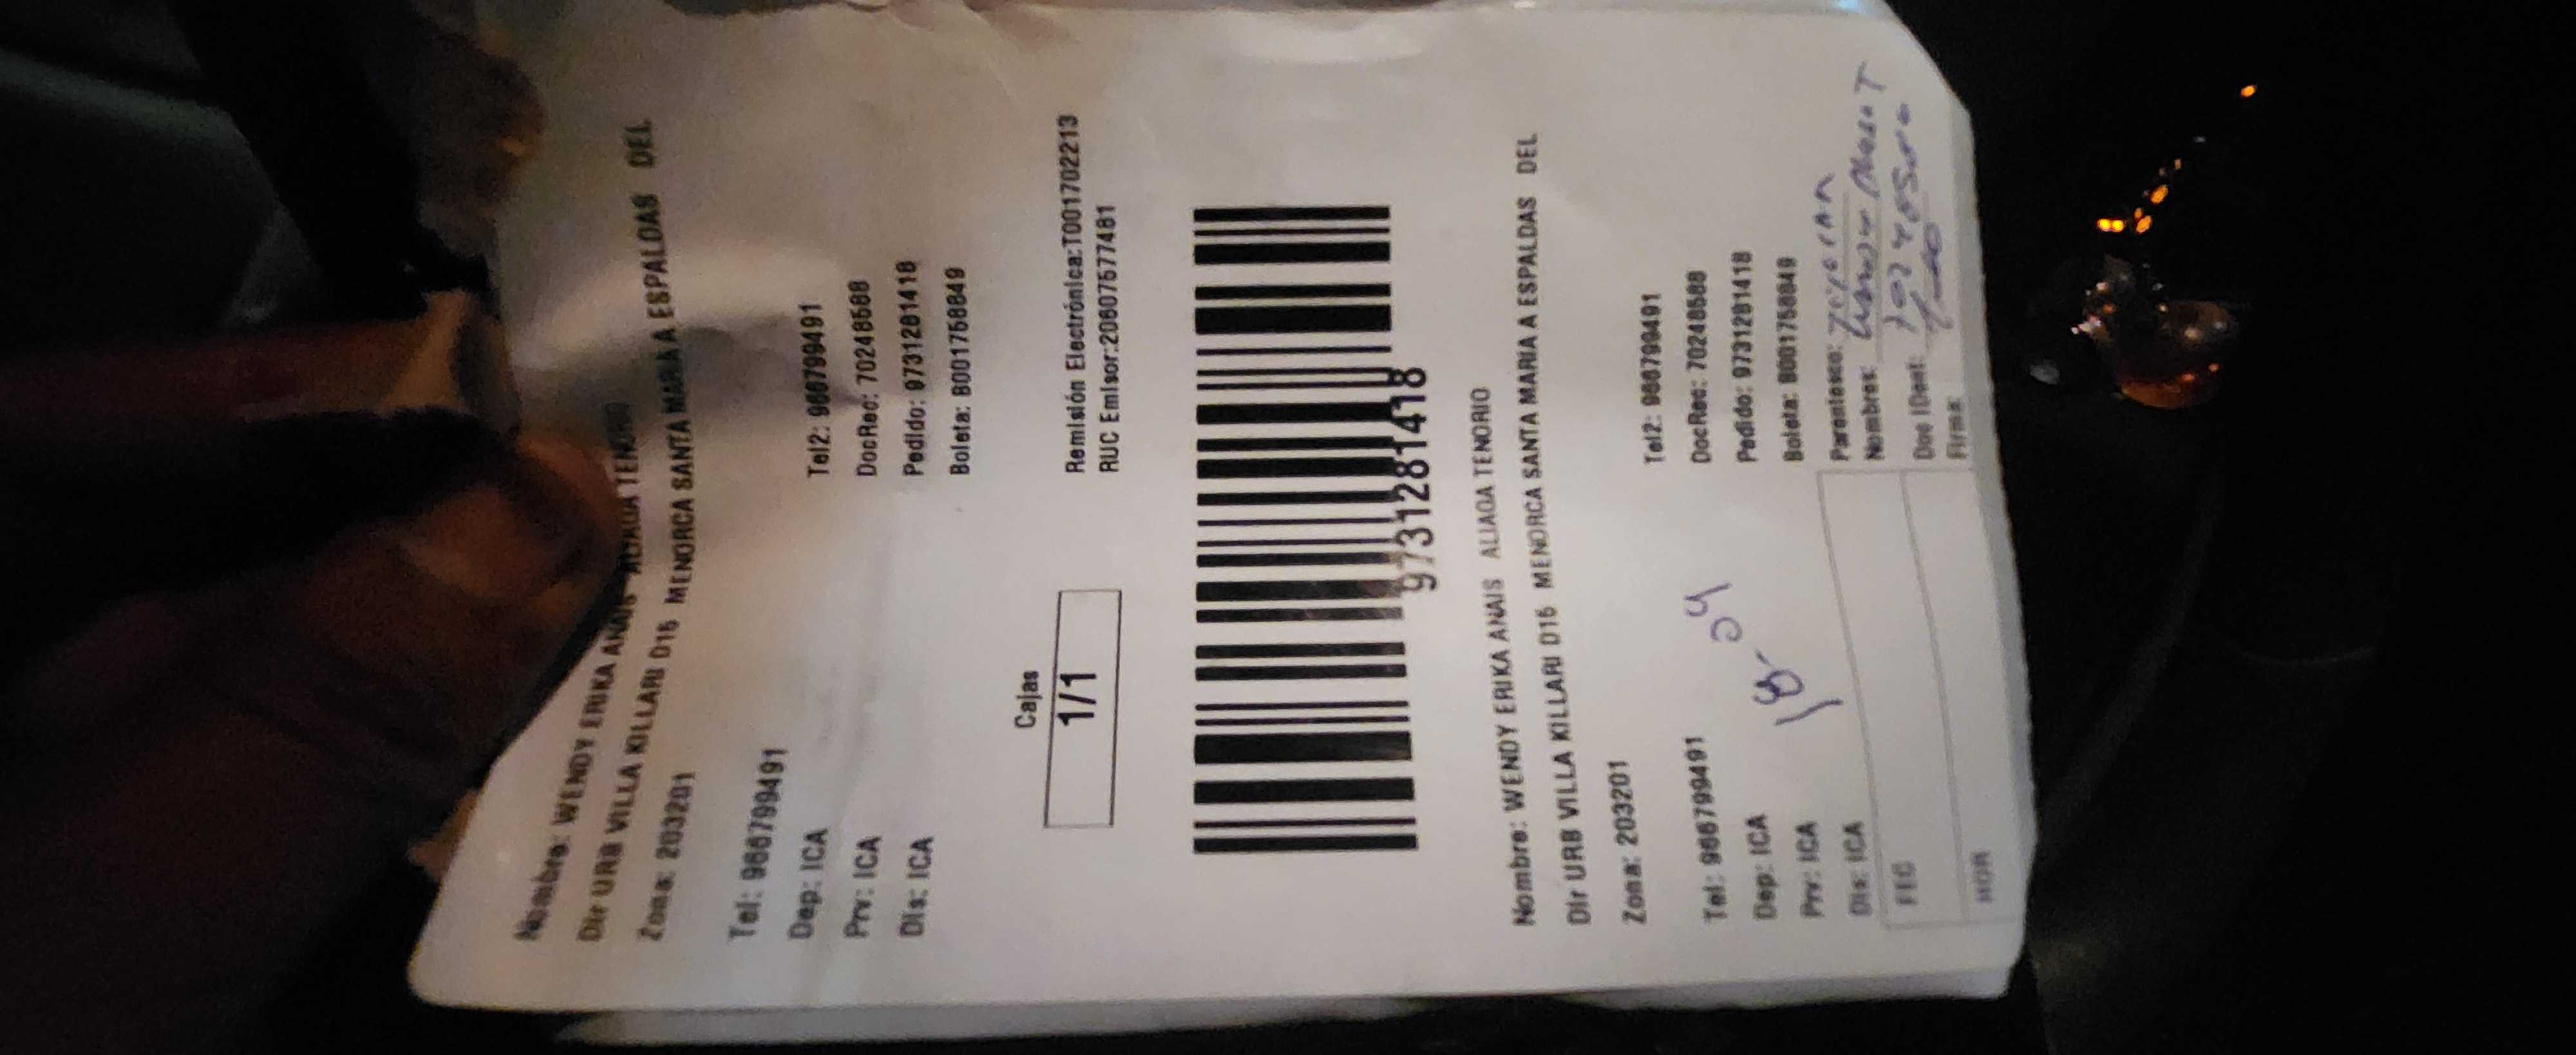 Nombre: WENDY ERIKA ANAIS ALIAGA TENORIO
Dir URB VILLA KILLARI D15 MENORCA SANTA MARIA A ESPALDAS DEL
Zona: 203201
Tel: 966799491 Tel2: 966799491
Dep: ICA DocRec: 70248588
Prv: ICA Pedido: 9731281418
Dis: ICA Boleta: B001758849
Cajas
1/1
Remisión Electrónica:T001702213
RUC Emisor:20607577481
9731281418
Nombre: WENDY ERIKA ANAIS ALIAGA TENORIO
Dir URB VILLA KILLARI D15 MENORCA SANTA MARIA A ESPALDAS DEL
Zona: 203201
Tel: 966799491 Tel2: 966799491
Dep: ICA DocRec: 70248588
Prv: ICA Pedido: 9731281418
Dis: ICA Boleta: B001758849
FEC
HOR
Parentesco:
Nombres:
Doc IDent:
Firma: